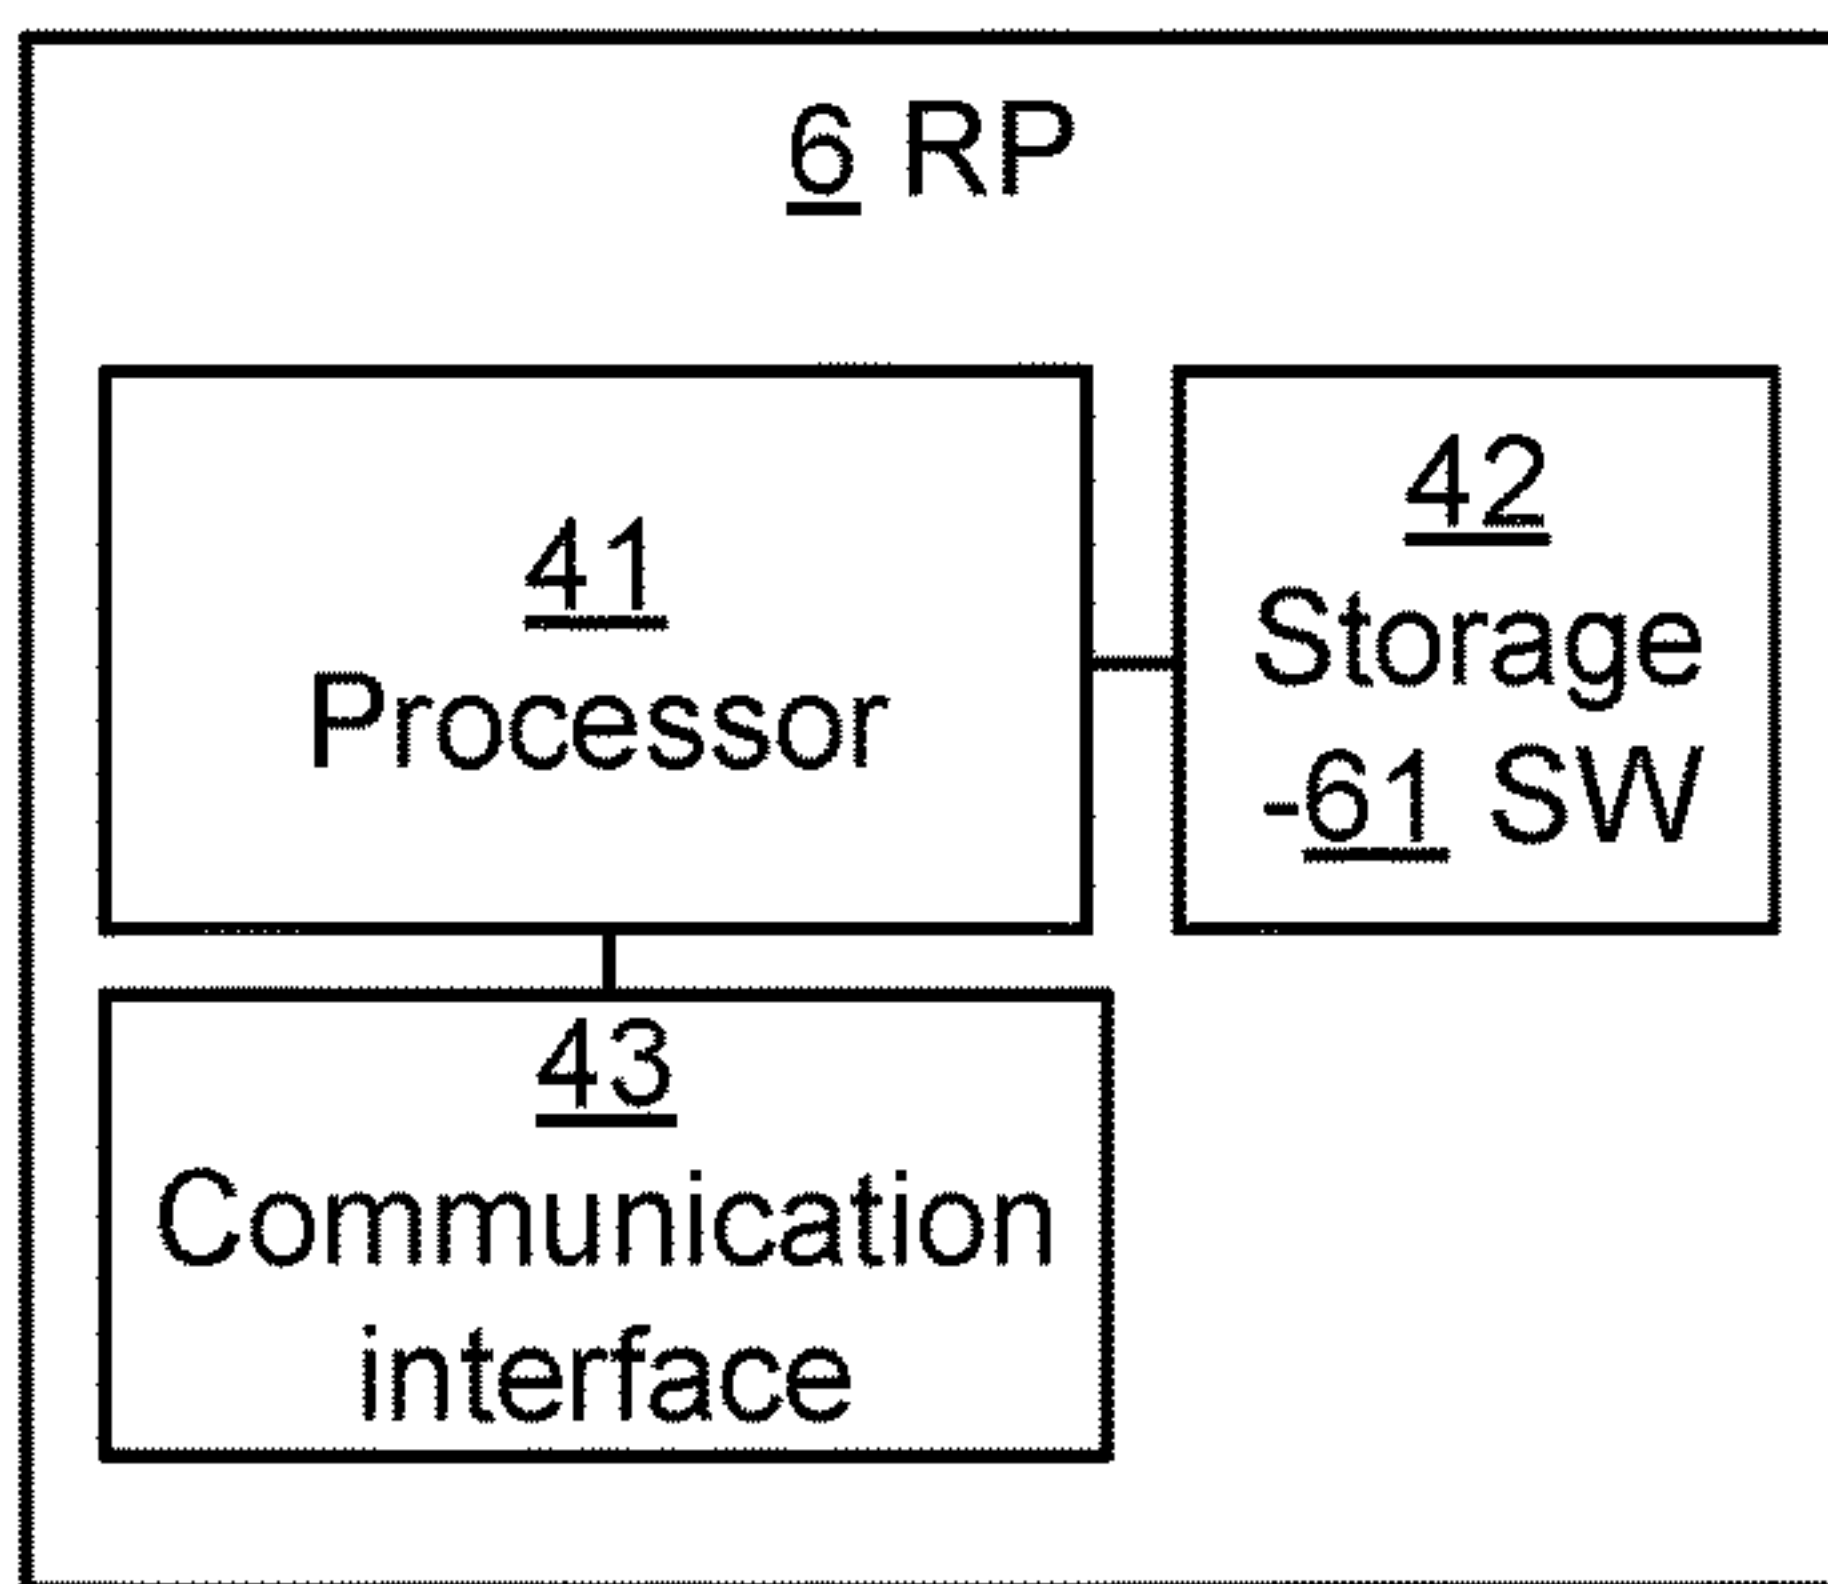 6 RP
41
Processor
42
Storage
-61 SW
43
Communication
interface